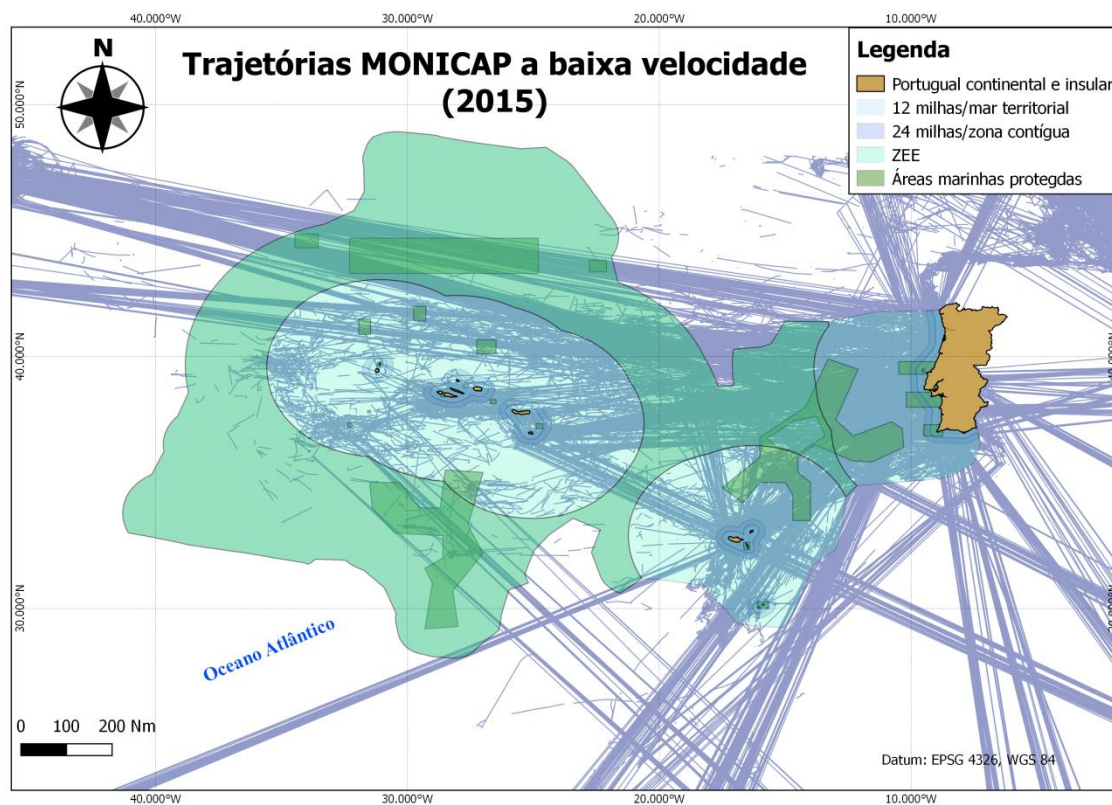 40.000°W 30.000°W 20.000°W 10.000°W
N
Trajetórias MONICAP a baixa velocidade
(2015)
Legenda
Portugual continental e insular
12 milhas/mar territorial
24 milhas/zona contígua
ZEE
Áreas marinhas protegdas
50.000°N
40.000°N
30.000°N
Oceano Atlântico
0 100 200 Nm
Datum: EPSG 4326, WGS 84
40.000°W 30.000°W 20.000°W 10.000°W